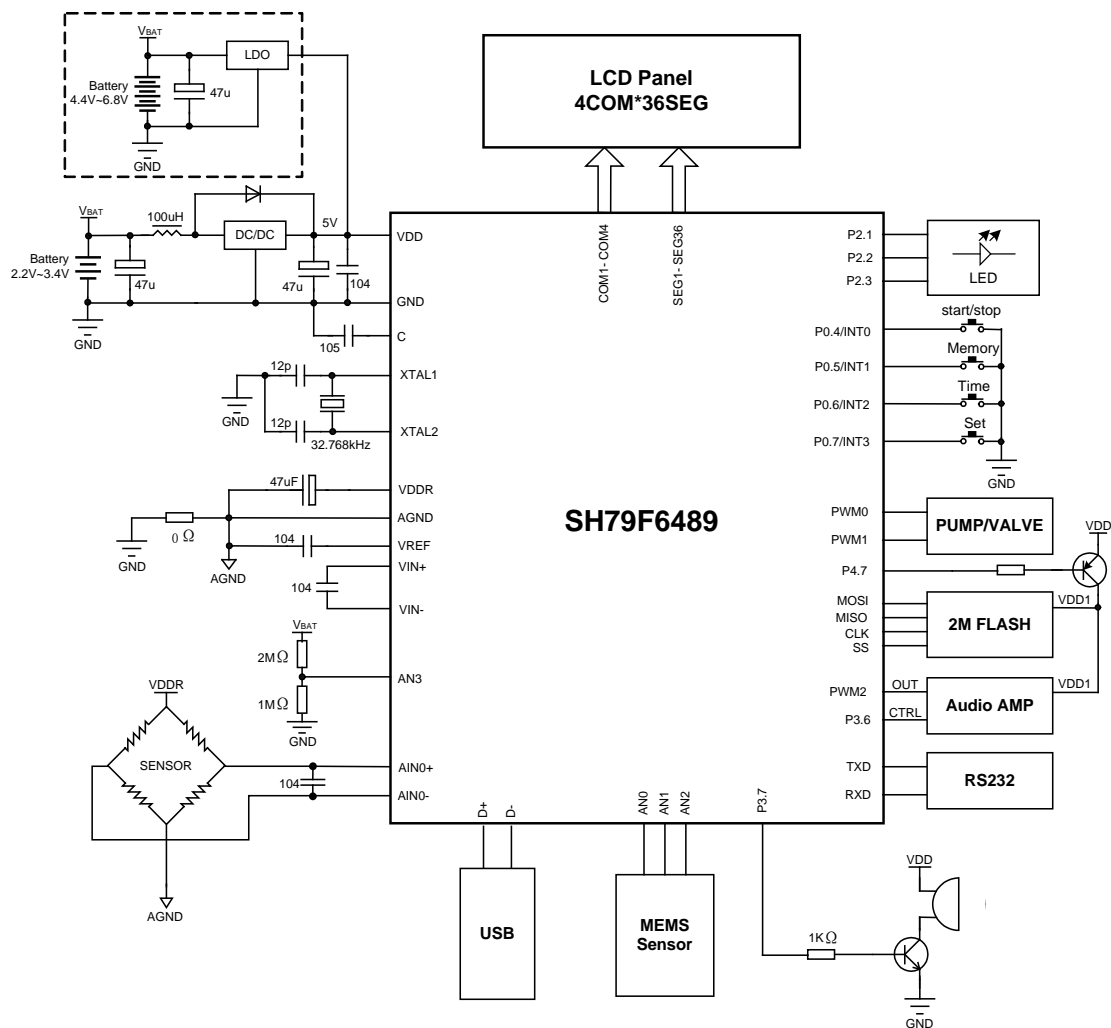 VBAT
LDO
Battery
4.4V~6.8V
47u
GND
LCD Panel
4COM*36SEG
VBAT
100uH
DC/DC
5V
Battery
2.2V~3.4V
47u
47u
104
GND
105
VDD
GND
C
12p
XTAL1
GND
12p
XTAL2
32.768kHz
47uF
VDDR
AGND
0 Ω
GND
104
VREF
AGND
VIN+
104
VIN-
VBAT
2MΩ
AN3
1MΩ
GND
VDDR
SENSOR
104
AIN0+
AIN0-
AGND
COM1- COM4
SEG1- SEG36
SH79F6489
P2.1
P2.2
P2.3
LED
start/stop
P0.4/INT0
Memory
P0.5/INT1
Time
P0.6/INT2
Set
P0.7/INT3
GND
PWM0
PWM1
PUMP/VALVE
VDD
P4.7
MOSI
MISO
CLK
SS
2M FLASH
VDD1
PWM2
OUT
P3.6
CTRL
Audio AMP
VDD1
TXD
RXD
RS232
D+
D-
USB
AN0
AN1
AN2
MEMS
Sensor
P3.7
1KΩ
VDD
GND